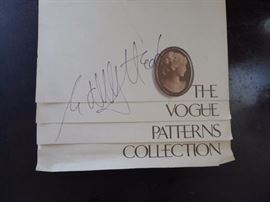 THE
VOGUE
PATTERNS
COLLECTION